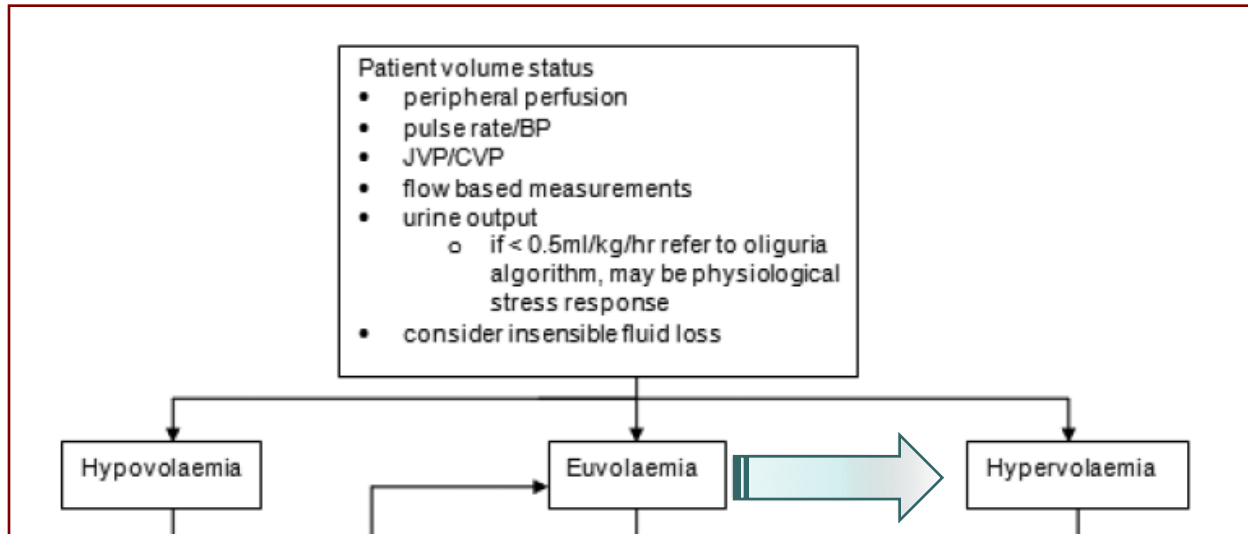 Patient volume status
• peripheral perfusion
• pulse rate/BP
• JVP/CVP
• flow based measurements
• urine output
o if < 0.5ml/kg/hr refer to oliguria
algorithm, may be physiological
stress response
• consider insensible fluid loss
Hypovolaemia
Euvolaemia
Hypervolaemia